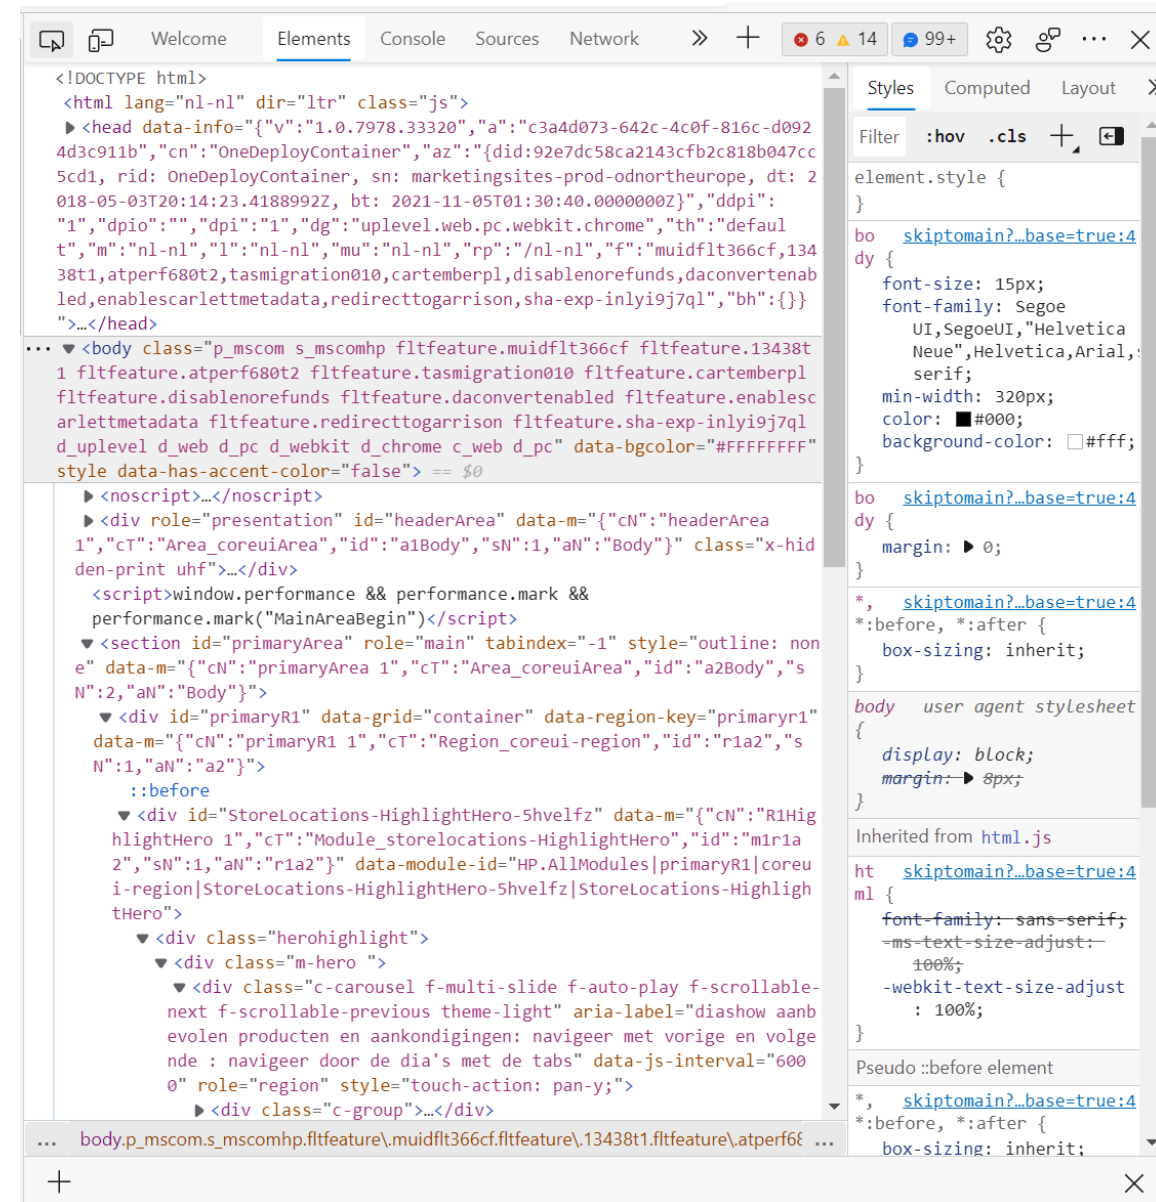 Welcome Elements Console Sources Network 6 14 99+
<!DOCTYPE html>
<html lang="nl-nl" dir="ltr" class="js">
<head data-info="{"v":"1.0.7978.33320","a":"c3a4d073-642c-4c0f-816c-d092
4d3c911b","cn":"OneDeployContainer","az":"{did:92e7dc58ca2143cfb2c818b047cc
5cd1, rid: OneDeployContainer, sn: marketingsites-prod-odnortheurope, dt: 2
018-05-03T20:14:23.4188992Z, bt: 2021-11-05T01:30:40.0000000Z}","ddpi":
"1","dpio":"","dpi":"1","dg":"uplevel.web.pc.webkit.chrome","th":"defaul
t","m":"nl-nl","l":"nl-nl","mu":"nl-nl","rp":"/nl-nl","f":"muidflt366cf,134
38t1,atperf680t2,tasmigration010,cartemberpl,disablenorefunds,daconvertenab
led,enablescarlettmetadata,redirecttogarrison,sha-exp-inlyi9j7ql","bh":{}}
">…</head>
<body class="p_mscom s_mscomhp fltfeature.muidflt366cf fltfeature.13438t
1 fltfeature.atperf680t2 fltfeature.tasmigration010 fltfeature.cartemberpl
fltfeature.disablenorefunds fltfeature.daconvertenabled fltfeature.enablesc
arlettmetadata fltfeature.redirecttogarrison fltfeature.sha-exp-inlyi9j7ql
d_uplevel d_web d_pc d_webkit d_chrome c_web d_pc" data-bgcolor="#FFFFFFFF"
style data-has-accent-color="false"> == $0
<noscript>…</noscript>
<div role="presentation" id="headerArea" data-m="{"cN":"headerArea
1","cT":"Area_coreuiArea","id":"a1Body","sN":1,"aN":"Body"}" class="x-hid
den-print uhf">…</div>
<script>window.performance && performance.mark &&
performance.mark("MainAreaBegin")</script>
<section id="primaryArea" role="main" tabindex="-1" style="outline: non
e" data-m="{"cN":"primaryArea 1","cT":"Area_coreuiArea","id":"a2Body","s
N":2,"aN":"Body"}">
<div id="primaryR1" data-grid="container" data-region-key="primaryr1"
data-m="{"cN":"primaryR1 1","cT":"Region_coreui-region","id":"r1a2","s
N":1,"aN":"a2"}">
::before
<div id="StoreLocations-HighlightHero-5hvelfz" data-m="{"cN":"R1Hig
hlightHero 1","cT":"Module_storelocations-HighlightHero","id":"m1r1a
2","sN":1,"aN":"r1a2"}" data-module-id="HP.AllModules|primaryR1|coreu
i-region|StoreLocations-HighlightHero-5hvelfz|StoreLocations-Highligh
tHero">
<div class="herohighlight">
<div class="m-hero ">
<div class="c-carousel f-multi-slide f-auto-play f-scrollable-
next f-scrollable-previous theme-light" aria-label="diashow aanb
evolen producten en aankondigingen: navigeer met vorige en volge
nde : navigeer door de dia's met de tabs" data-js-interval="600
0" role="region" style="touch-action: pan-y;">
<div class="c-group">…</div>
... body.p_mscom.s_mscomhp.fltfeature\.muidflt366cf.fltfeature\.13438t1.fltfeature\.atperf68 ...
Styles Computed Layout
Filter :hov .cls
element.style {
}
bo skiptomain?…base=true:4
dy {
font-size: 15px;
font-family: Segoe
UI,SegoeUI,"Helvetica
Neue",Helvetica,Arial,s
serif;
min-width: 320px;
color: #000;
background-color: #fff;
}
bo skiptomain?…base=true:4
dy {
margin: 0;
}
*, skiptomain?…base=true:4
*:before, *:after {
box-sizing: inherit;
}
body user agent stylesheet
{
display: block;
margin: 8px;
}
Inherited from html.js
ht skiptomain?…base=true:4
ml {
font-family: sans-serif;
-ms-text-size-adjust:
100%;
-webkit-text-size-adjust
: 100%;
}
Pseudo ::before element
*, skiptomain?…base=true:4
*:before, *:after {
box-sizing: inherit;